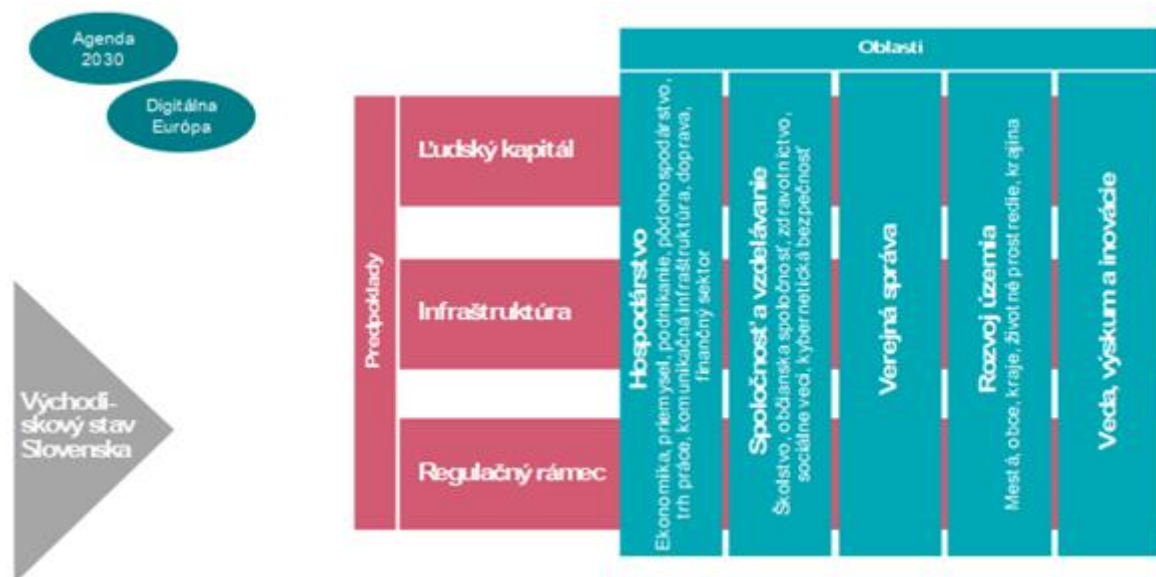 Agenda
2030
Digitálna
Európa
Východi-
skový stav
Slovenska
Predpoklady
Ľudský kapitál
Infraštruktúra
Regulačný rámec
Oblasti
Hospodárstvo
Ekonomika, priemysel, podnikanie, pôdohospodárstvo,
trh práce, komunikačná infraštruktúra, doprava,
finančný sektor
Spoločnosť a vzdelávanie
Školstvo, občianska spoločnosť, zdravotníctvo,
sociálne veci, kybernetická bezpečnosť
Verejná správa
Rozvoj územia
Mestá, obce, kraje, životné prostredie, krajina
Veda, výskum a inovácie